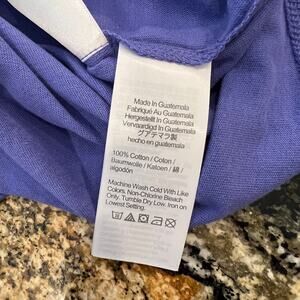 Made In Guatemala
Fabriqué Au Guatemala
Hergestellt In Guatemala
Vervaardigd In Guatemala
グアテマラ製
hecho en guatemala
100% Cotton / Coton /
Baumwolle / Katoen / 綿 /
algodón
Machine Wash Cold With Like
Colors. Non-Chlorine Bleach
Only. Tumble Dry Low. Iron on
Lowest Setting.